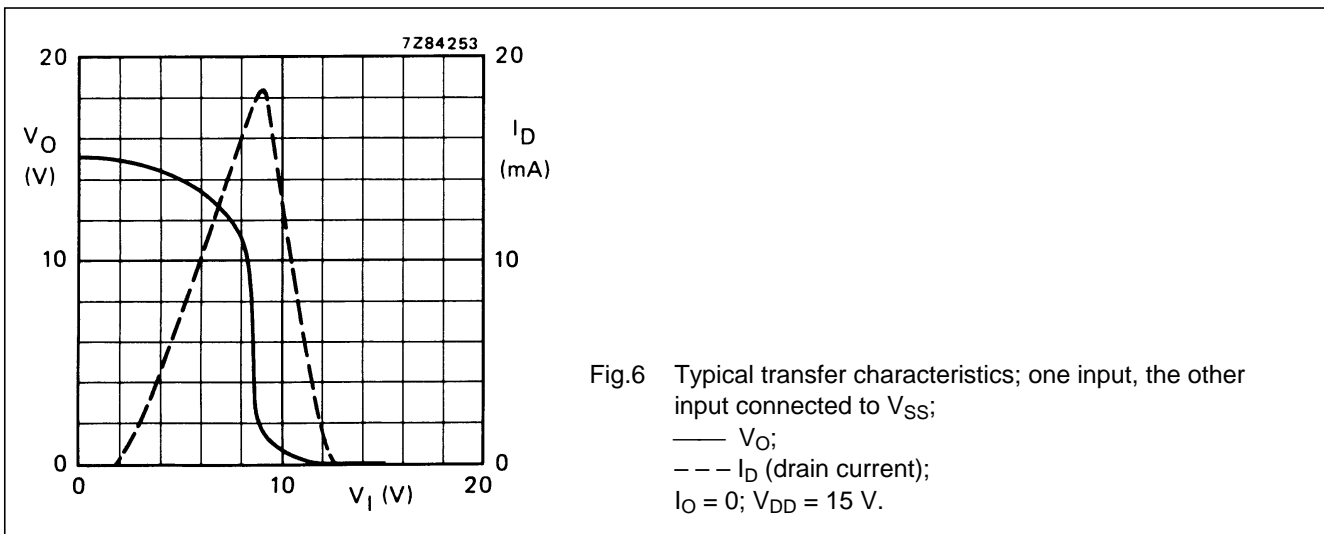 7Z84253
20
20
V_O
(V)
I_D
(mA)
10
10
0
0
0
10
20
V_I (V)
Fig.6 Typical transfer characteristics; one input, the other
input connected to V_SS;
—— V_O;
– – – I_D (drain current);
I_O = 0; V_DD = 15 V.